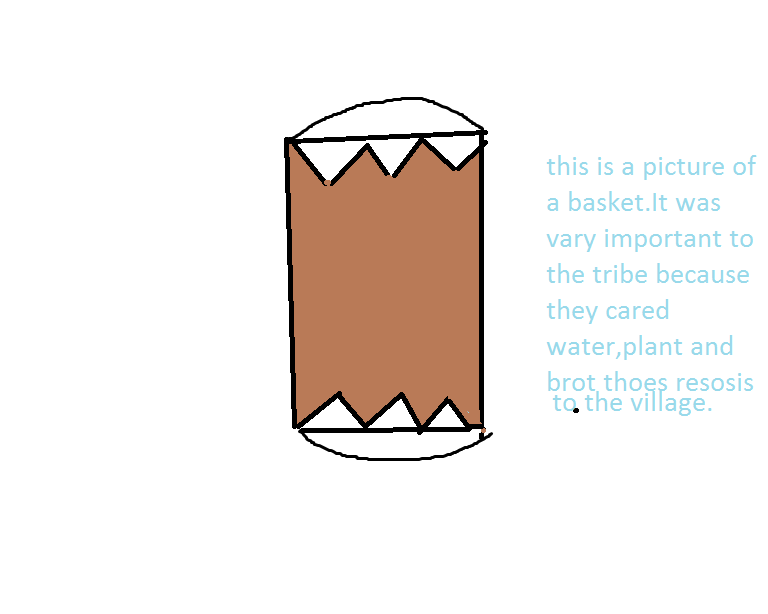 this is a picture of
a basket.It was
vary important to
the tribe because
they cared
water,plant and
brot thoes resosis
to the village.